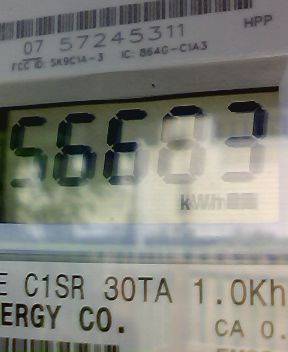 HPP
07 57245311
FCC ID: SK9C1A-3 IC: 864G-C1A3
56683
kWh
E C1SR 30TA 1.0Kh
ERGY CO.
CA 0.